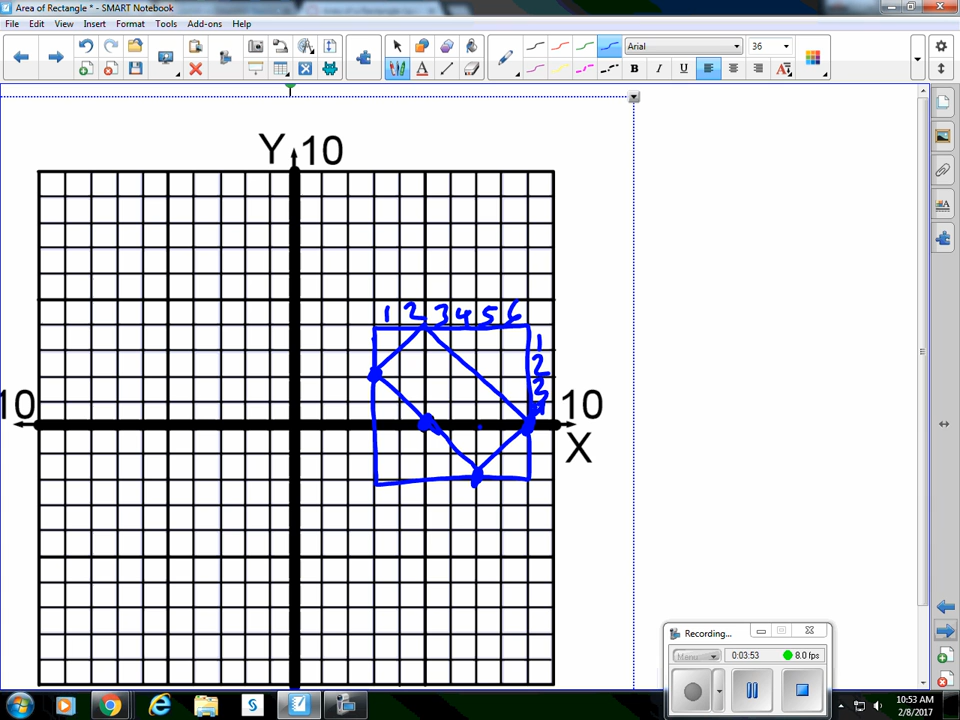 Area of Rectangle * - SMART Notebook
File Edit View Insert Format Tools Add-ons Help
Arial 36
B I U A
Y 10
1 2 3 4 5 6
1
2
3
4
10 10
X
Recording...
Menu 0:03:53 8.0 fps
10:53 AM
2/8/2017